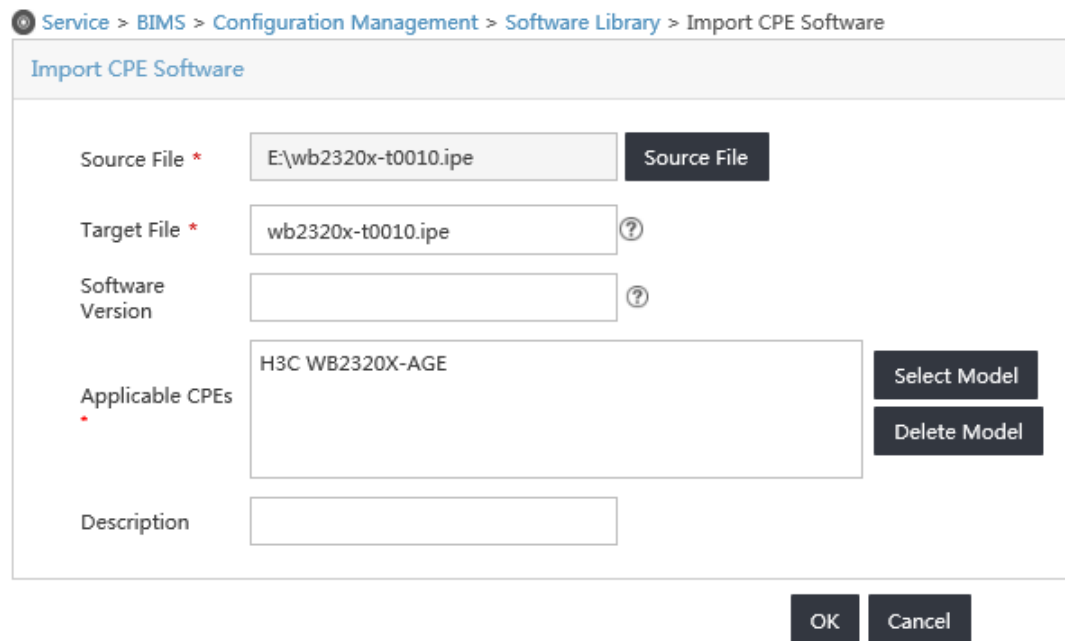 Service > BIMS > Configuration Management > Software Library > Import CPE Software
Import CPE Software
Source File * E:\wb2320x-t0010.ipe Source File
Target File * wb2320x-t0010.ipe ?
Software
Version ?
H3C WB2320X-AGE
Select Model
Applicable CPEs
*
Delete Model
Description
OK Cancel